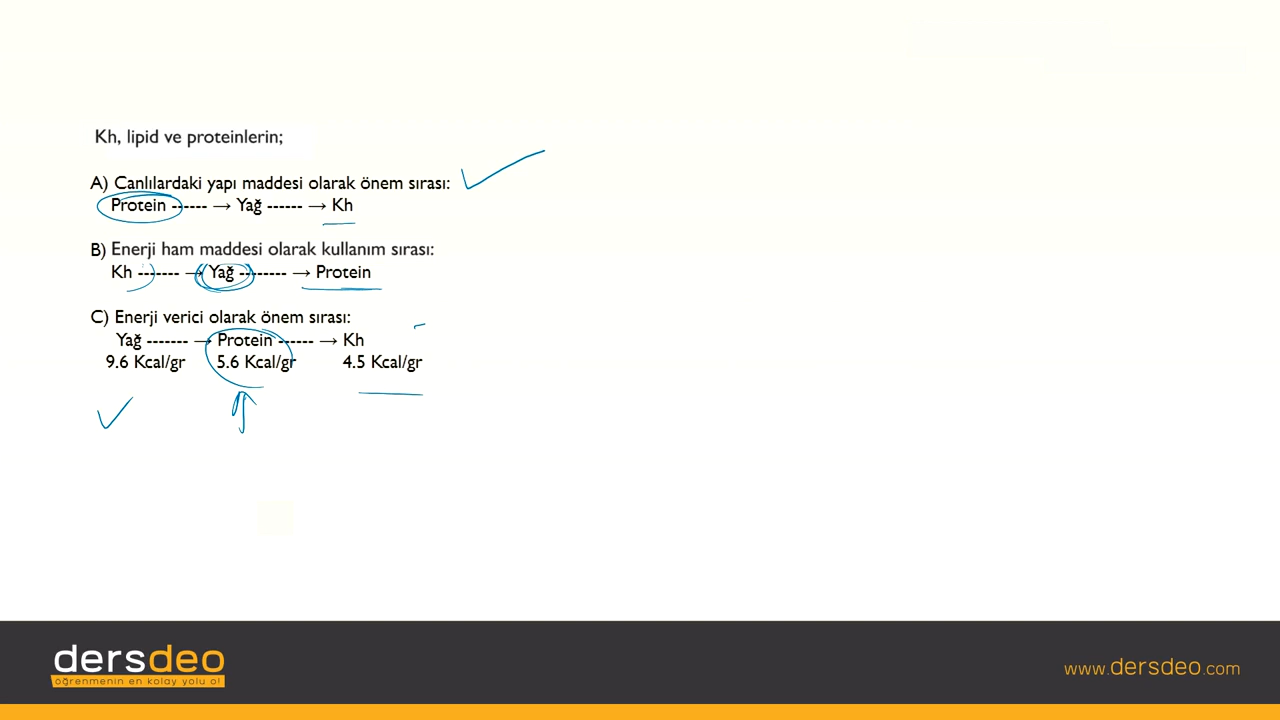 Kh, lipid ve proteinlerin;
A) Canlılardaki yapı maddesi olarak önem sırası:
Protein ------ → Yağ ------ → Kh
B) Enerji ham maddesi olarak kullanım sırası:
Kh ------- → Yağ -------- → Protein
C) Enerji verici olarak önem sırası:
Yağ ------- → Protein ------ → Kh
9.6 Kcal/gr 5.6 Kcal/gr 4.5 Kcal/gr
dersdeo
öğrenmenin en kolay yolu o!
www.dersdeo.com